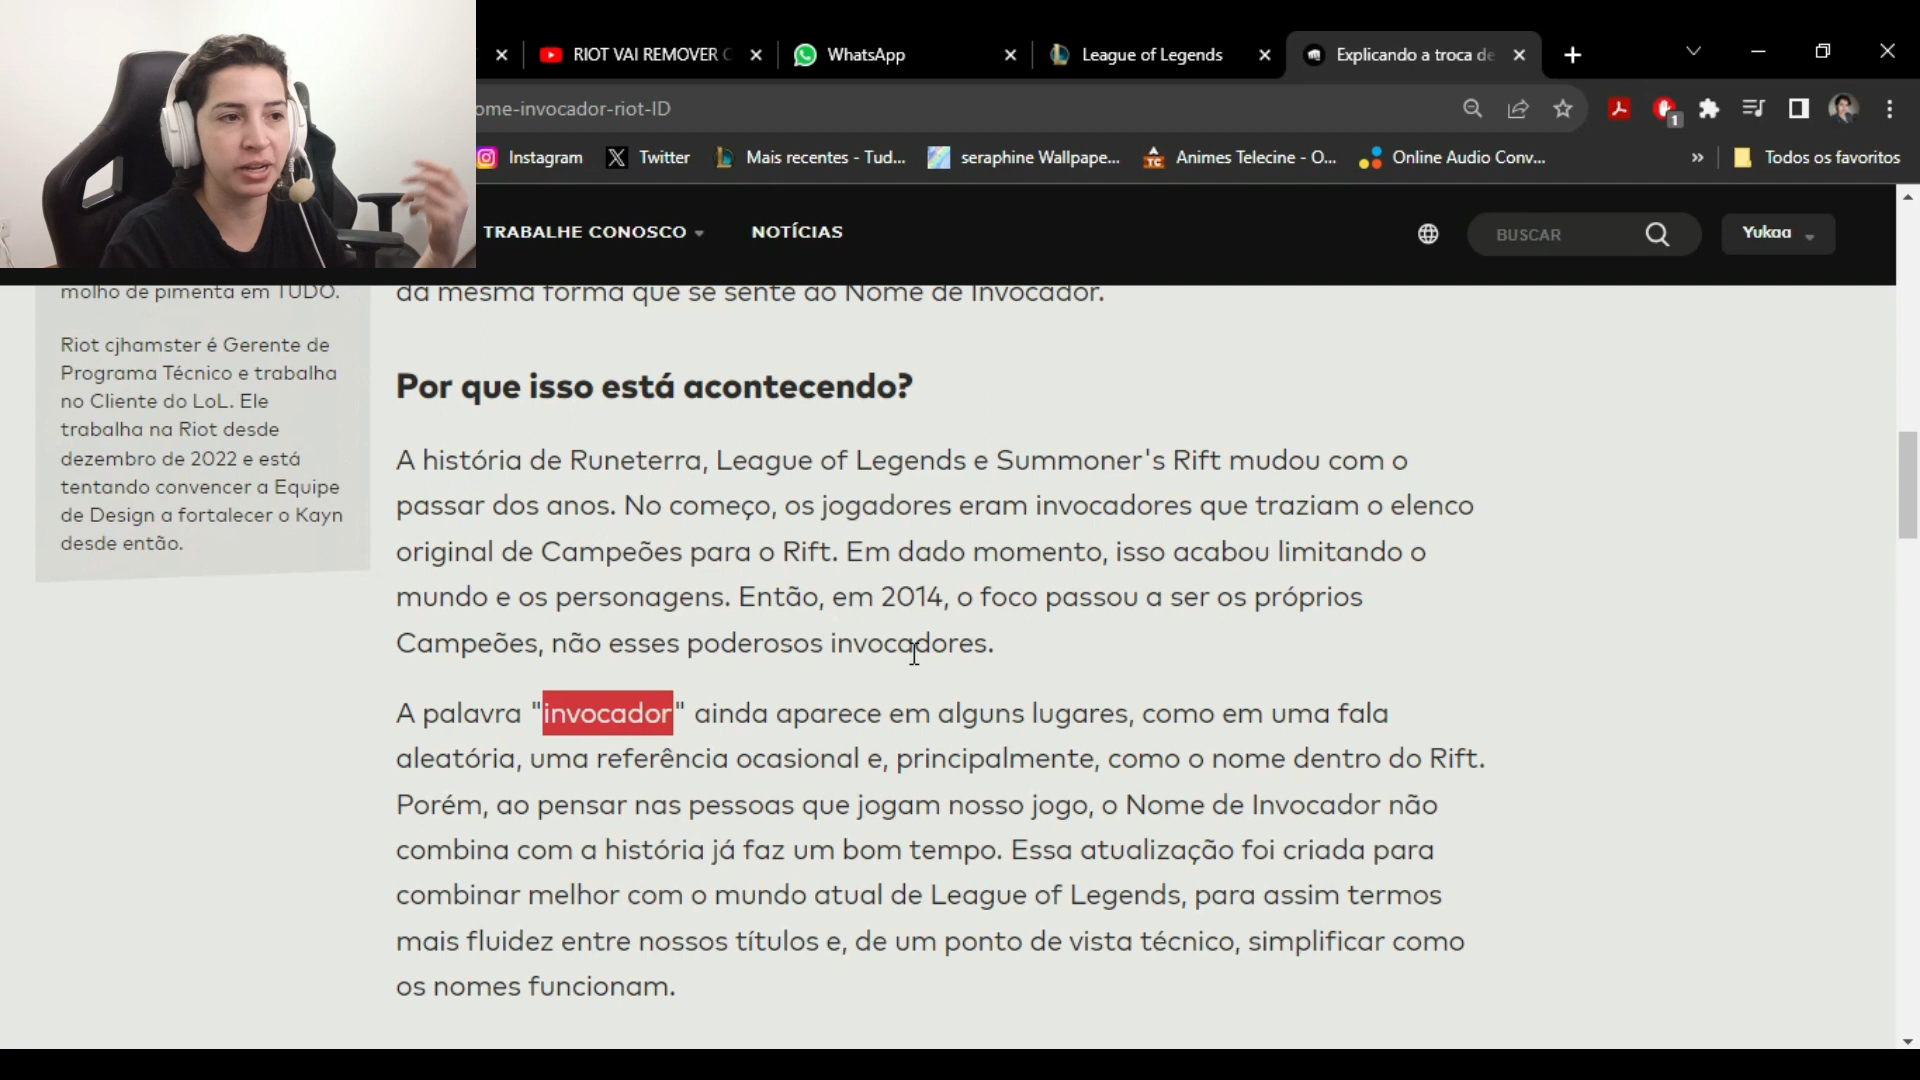 RIOT VAI REMOVER
WhatsApp
League of Legends
Explicando a troca de
ome-invocador-riot-ID
1
Instagram
Twitter
Mais recentes - Tud...
seraphine Wallpape...
TC
Animes Telecine - O...
Online Audio Conv...
»
Todos os favoritos
TRABALHE CONOSCO
NOTÍCIAS
BUSCAR
Yukaa
molho de pimenta em TUDO.
Riot cjhamster é Gerente de
Programa Técnico e trabalha
no Cliente do LoL. Ele
trabalha na Riot desde
dezembro de 2022 e está
tentando convencer a Equipe
de Design a fortalecer o Kayn
desde então.
da mesma forma que se sente ao Nome de Invocador.
Por que isso está acontecendo?
A história de Runeterra, League of Legends e Summoner's Rift mudou com o
passar dos anos. No começo, os jogadores eram invocadores que traziam o elenco
original de Campeões para o Rift. Em dado momento, isso acabou limitando o
mundo e os personagens. Então, em 2014, o foco passou a ser os próprios
Campeões, não esses poderosos invocadores.
A palavra "invocador" ainda aparece em alguns lugares, como em uma fala
aleatória, uma referência ocasional e, principalmente, como o nome dentro do Rift.
Porém, ao pensar nas pessoas que jogam nosso jogo, o Nome de Invocador não
combina com a história já faz um bom tempo. Essa atualização foi criada para
combinar melhor com o mundo atual de League of Legends, para assim termos
mais fluidez entre nossos títulos e, de um ponto de vista técnico, simplificar como
os nomes funcionam.